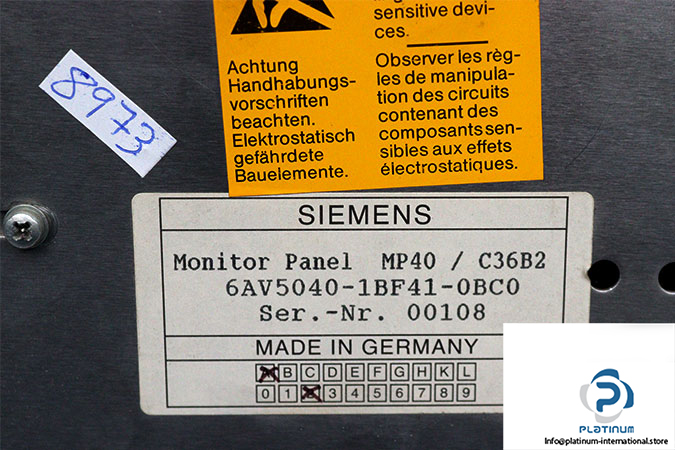 sensitive devi-
ces.
Achtung
Handhabungs-
vorschriften
beachten.
Elektrostatisch
gefährdete
Bauelemente.
Observer les règ-
les de manipula-
tion des circuits
contenant des
composants sen-
sibles aux effets
électrostatiques.
8973
SIEMENS
Monitor Panel MP40 / C36B2
6AV5040-1BF41-0BC0
Ser.-Nr. 00108
MADE IN GERMANY
B C D E F G H K L
0 1 3 4 5 6 7 8 9
PLATINUM
Info@platinum-international.store